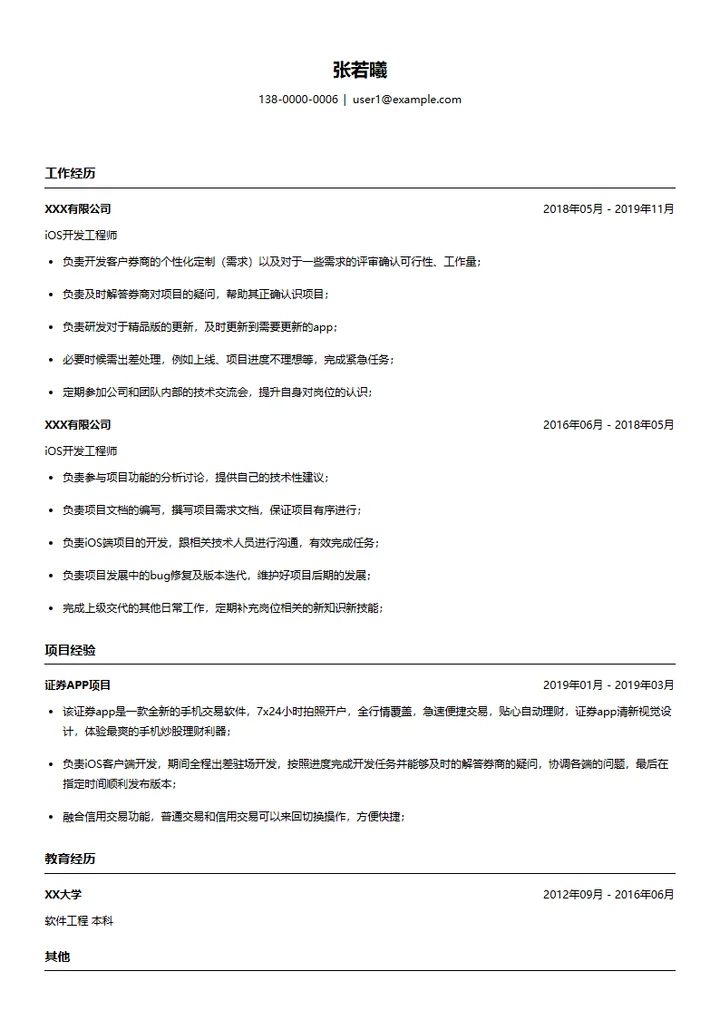 张若曦
138-0000-0006 | user1@example.com
工作经历
XXX有限公司 2018年05月 - 2019年11月
iOS开发工程师
• 负责开发客户券商的个性化定制（需求）以及对于一些需求的评审确认可行性、工作量；
• 负责及时解答券商对项目的疑问，帮助其正确认识项目；
• 负责研发对于精品版的更新，及时更新到需要更新的app；
• 必要时候需出差处理，例如上线、项目进度不理想等，完成紧急任务；
• 定期参加公司和团队内部的技术交流会，提升自身对岗位的认识；
XXX有限公司 2016年06月 - 2018年05月
iOS开发工程师
• 负责参与项目功能的分析讨论，提供自己的技术性建议；
• 负责项目文档的编写，撰写项目需求文档，保证项目有序进行；
• 负责iOS端项目的开发，跟相关技术人员进行沟通，有效完成任务；
• 负责项目发展中的bug修复及版本迭代，维护好项目后期的发展；
• 完成上级交代的其他日常工作，定期补充岗位相关的新知识新技能；
项目经验
证券APP项目 2019年01月 - 2019年03月
• 该证券app是一款全新的手机交易软件，7x24小时拍照开户，全行情覆盖，急速便捷交易，贴心自动理财，证券app清新视觉设
计，体验最爽的手机炒股理财利器；
• 负责iOS客户端开发，期间全程出差驻场开发，按照进度完成开发任务并能够及时的解答券商的疑问，协调各端的问题，最后在
指定时间顺利发布版本；
• 融合信用交易功能，普通交易和信用交易可以来回切换操作，方便快捷；
教育经历
XX大学 2012年09月 - 2016年06月
软件工程 本科
其他